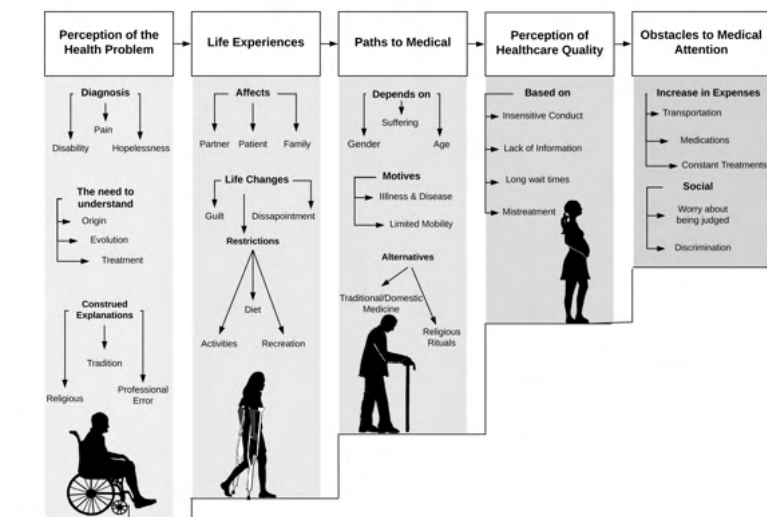 Perception of the
Health Problem
Life Experiences
Paths to Medical
Perception of
Healthcare Quality
Obstacles to Medical
Attention
Diagnosis
Pain
Disability
Hopelessness
The need to
understand
Origin
Evolution
Treatment
Construed
Explanations
Tradition
Religious
Professional
Error
Affects
Partner
Patient
Family
Life Changes
Guilt
Dissapointment
Restrictions
Diet
Activities
Recreation
Depends on
Suffering
Gender
Age
Motives
Illness & Disease
Limited Mobility
Alternatives
Traditional/Domestic
Medicine
Religious
Rituals
Based on
Insensitive Conduct
Lack of Information
Long wait times
Mistreatment
Increase in Expenses
Transportation
Medications
Constant Treatments
Social
Worry about
being judged
Discrimination